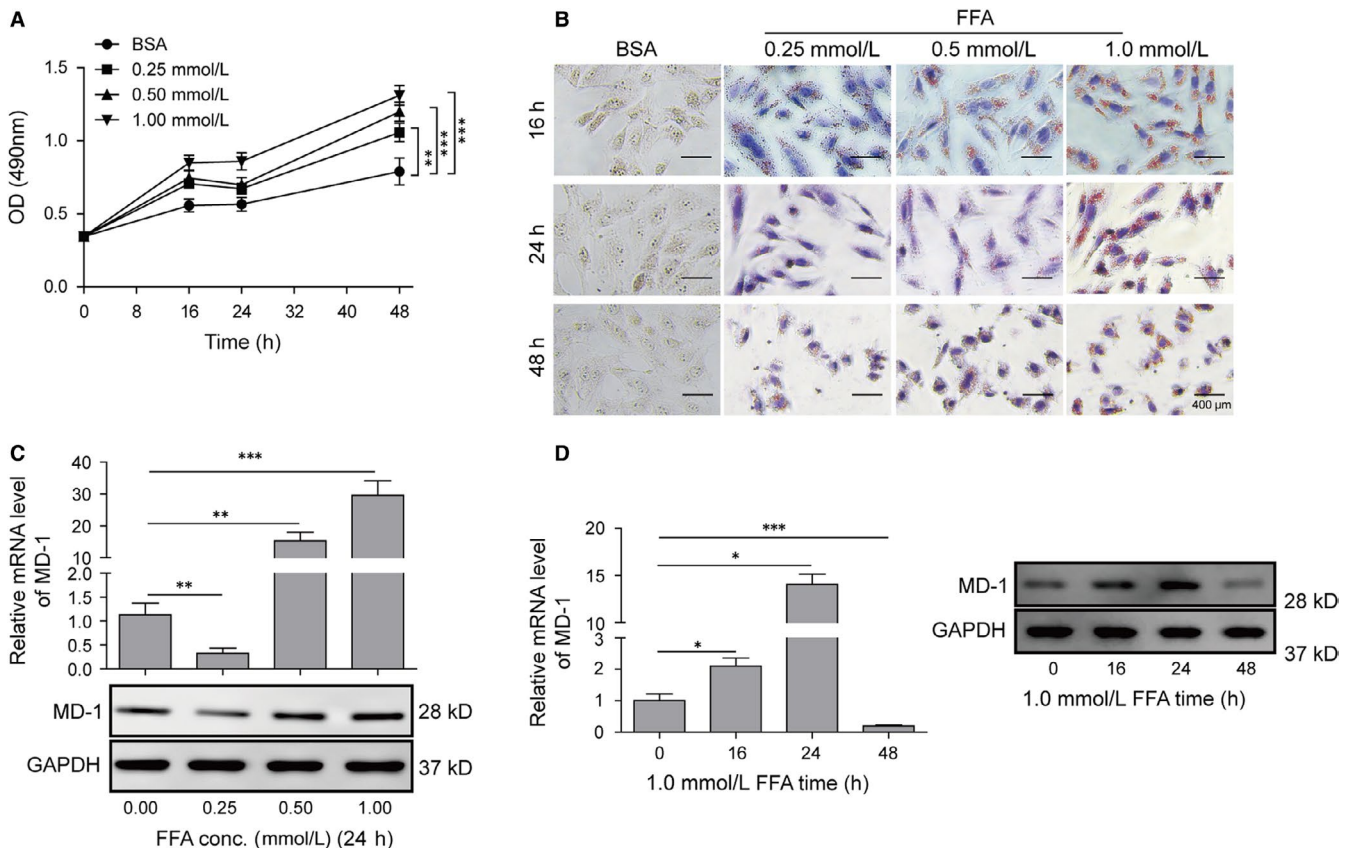 A
BSA
0.25 mmol/L
0.50 mmol/L
1.00 mmol/L
OD (490nm)
1.5
1.0
0.5
0.0
0 8 16 24 32 40 48
Time (h)
**
***
***
B
FFA
BSA 0.25 mmol/L 0.5 mmol/L 1.0 mmol/L
16 h
24 h
48 h
400 µm
C
Relative mRNA level
of MD-1
40
30
20
10
2.0
1.5
1.0
0.5
0.0
***
**
**
MD-1 28 kD
GAPDH 37 kD
0.00 0.25 0.50 1.00
FFA conc. (mmol/L) (24 h)
D
Relative mRNA level
of MD-1
20
15
10
3
2
1
0
***
*
*
0 16 24 48
1.0 mmol/L FFA time (h)
MD-1 28 kD
GAPDH 37 kD
0 16 24 48
1.0 mmol/L FFA time (h)